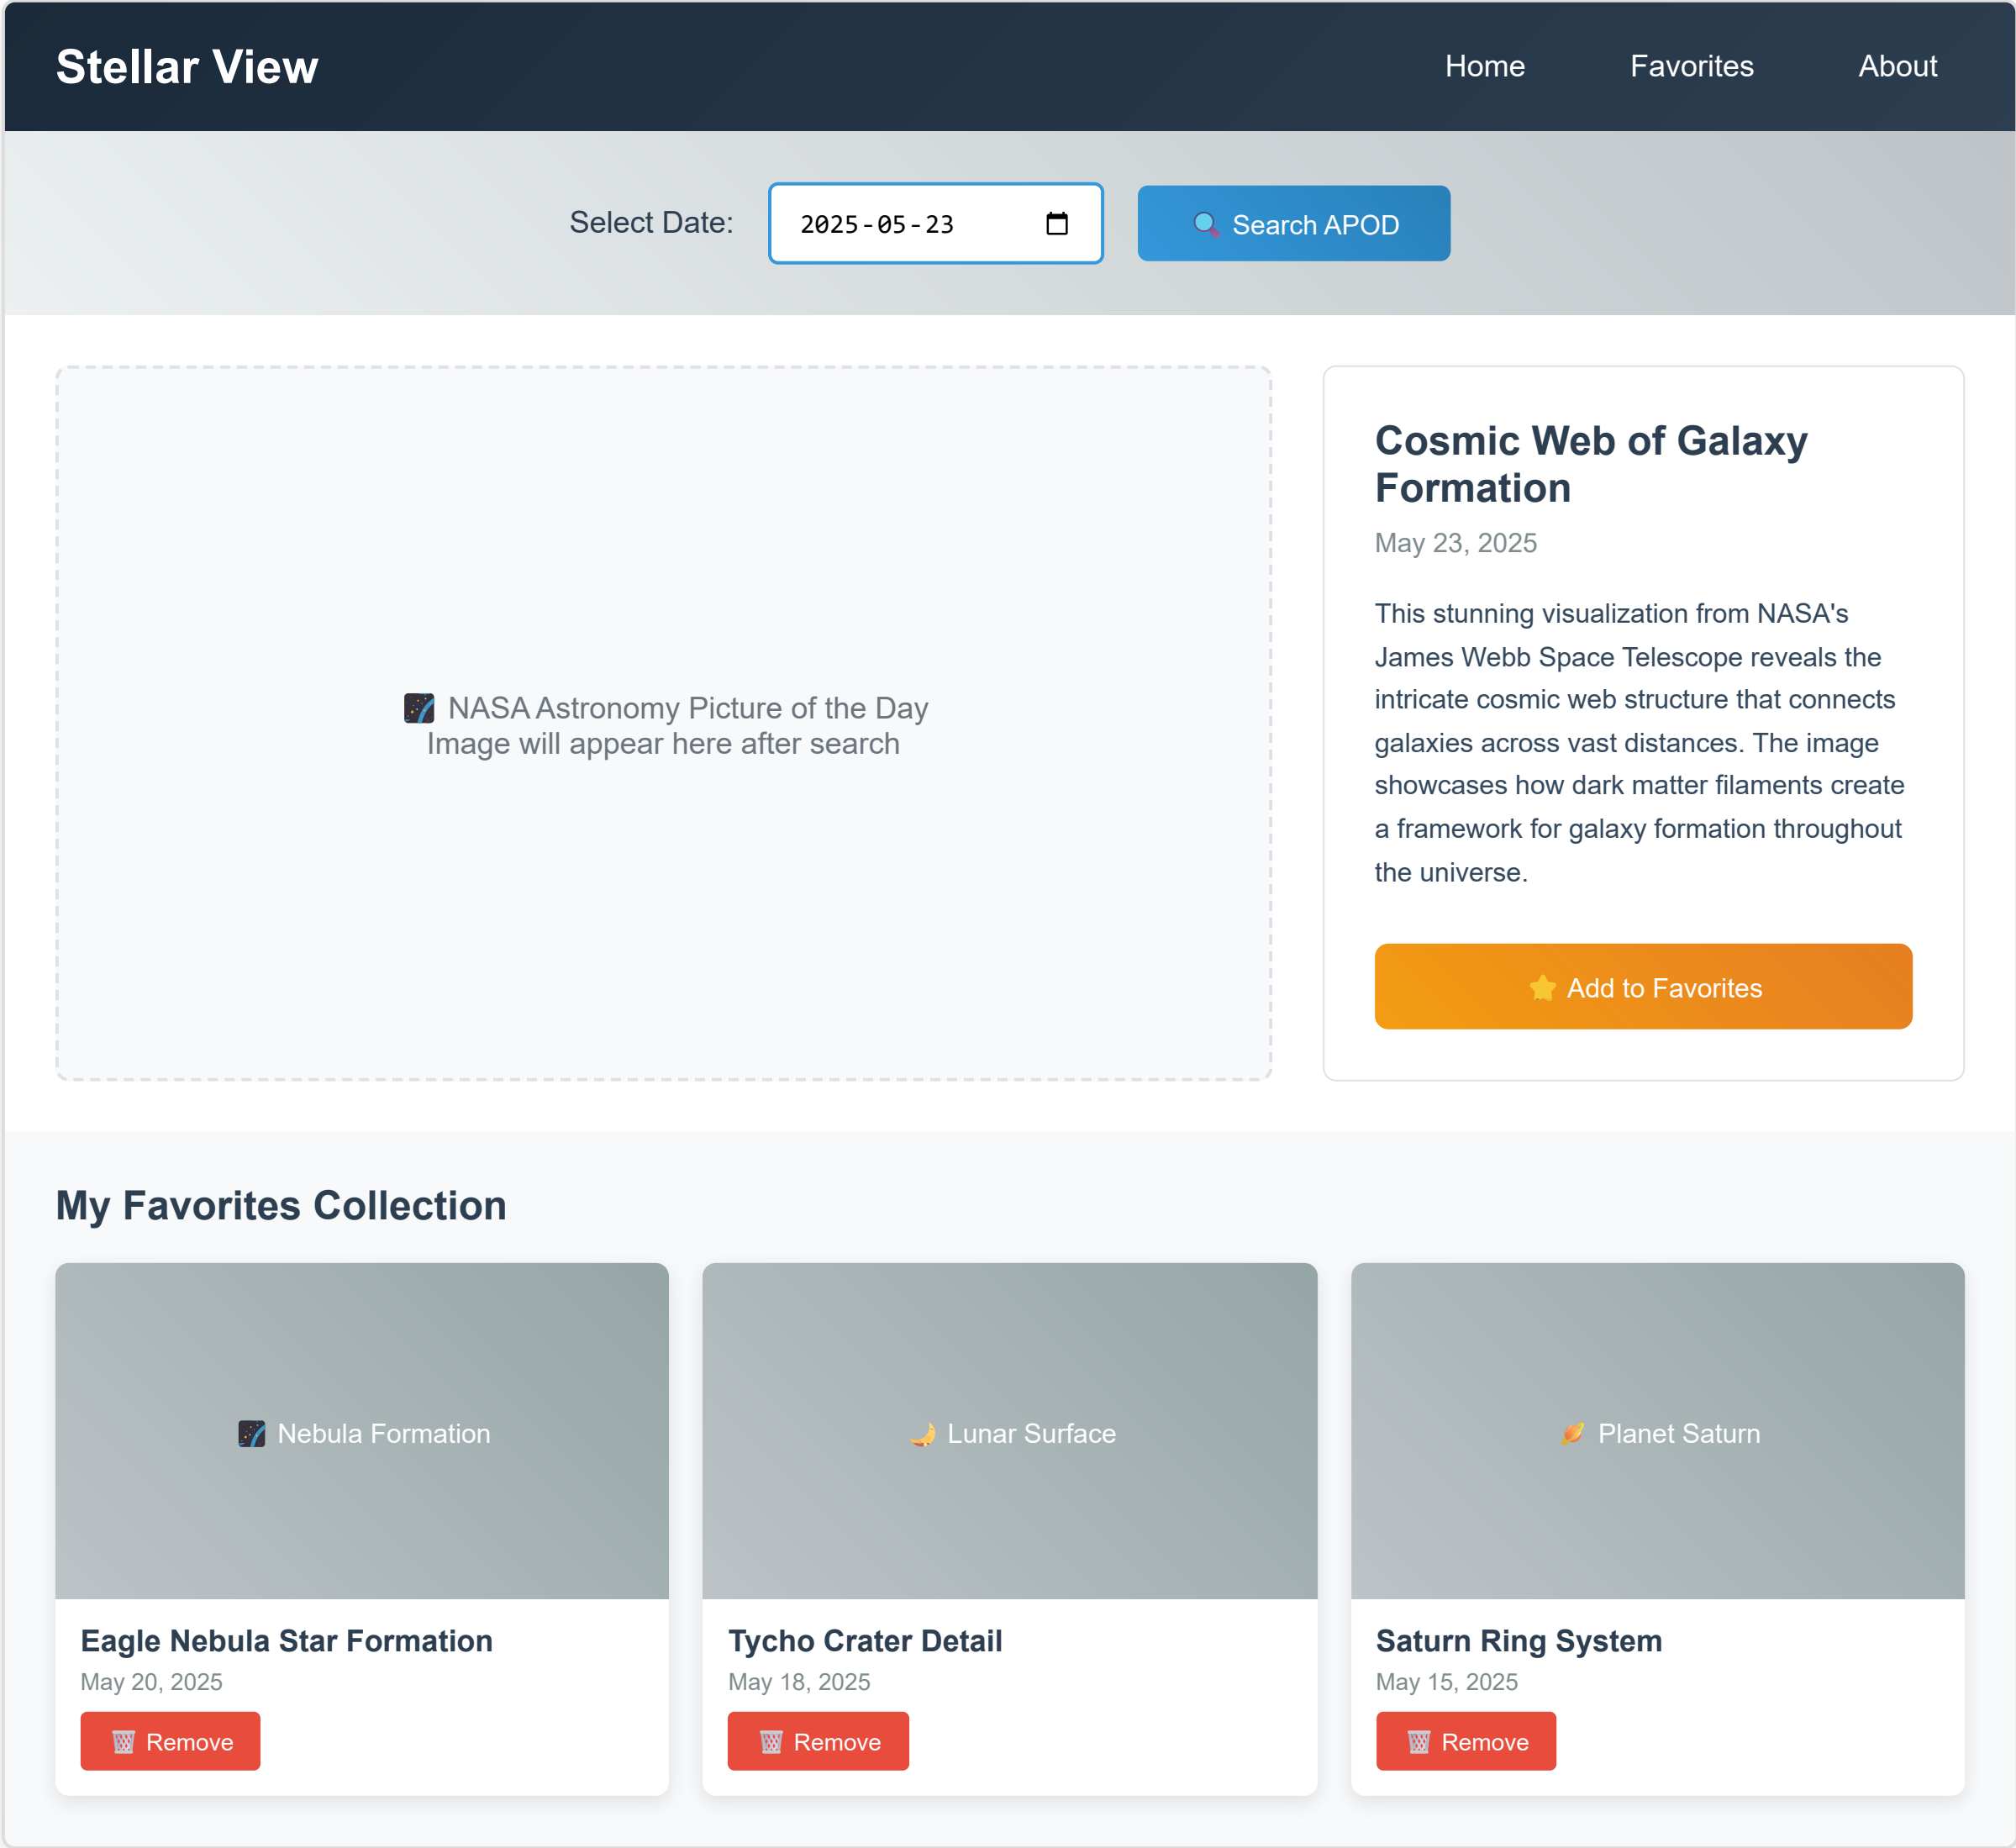 Stellar View
Home
Favorites
About
Select Date:
2025-05-23
🔍 Search APOD
Cosmic Web of Galaxy
Formation
May 23, 2025
This stunning visualization from NASA's
James Webb Space Telescope reveals the
intricate cosmic web structure that connects
galaxies across vast distances. The image
showcases how dark matter filaments create
a framework for galaxy formation throughout
the universe.
⭐ Add to Favorites
🌌 NASA Astronomy Picture of the Day
Image will appear here after search
My Favorites Collection
🌌 Nebula Formation
Eagle Nebula Star Formation
May 20, 2025
🗑️ Remove
🌙 Lunar Surface
Tycho Crater Detail
May 18, 2025
🗑️ Remove
🪐 Planet Saturn
Saturn Ring System
May 15, 2025
🗑️ Remove